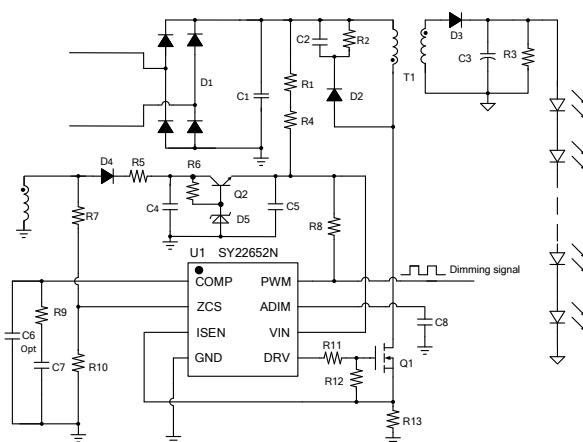 C2
R2
D3
D1
C1
R1
R4
D2
T1
C3
R3
D4
R5
R6
Q2
R7
C4
D5
C5
R8
U1 SY22652N
COMP
PWM
Dimming signal
ZCS
ADIM
ISEN
VIN
GND
DRV
R9
C6
Opt
C7
R10
C8
R11
R12
Q1
R13